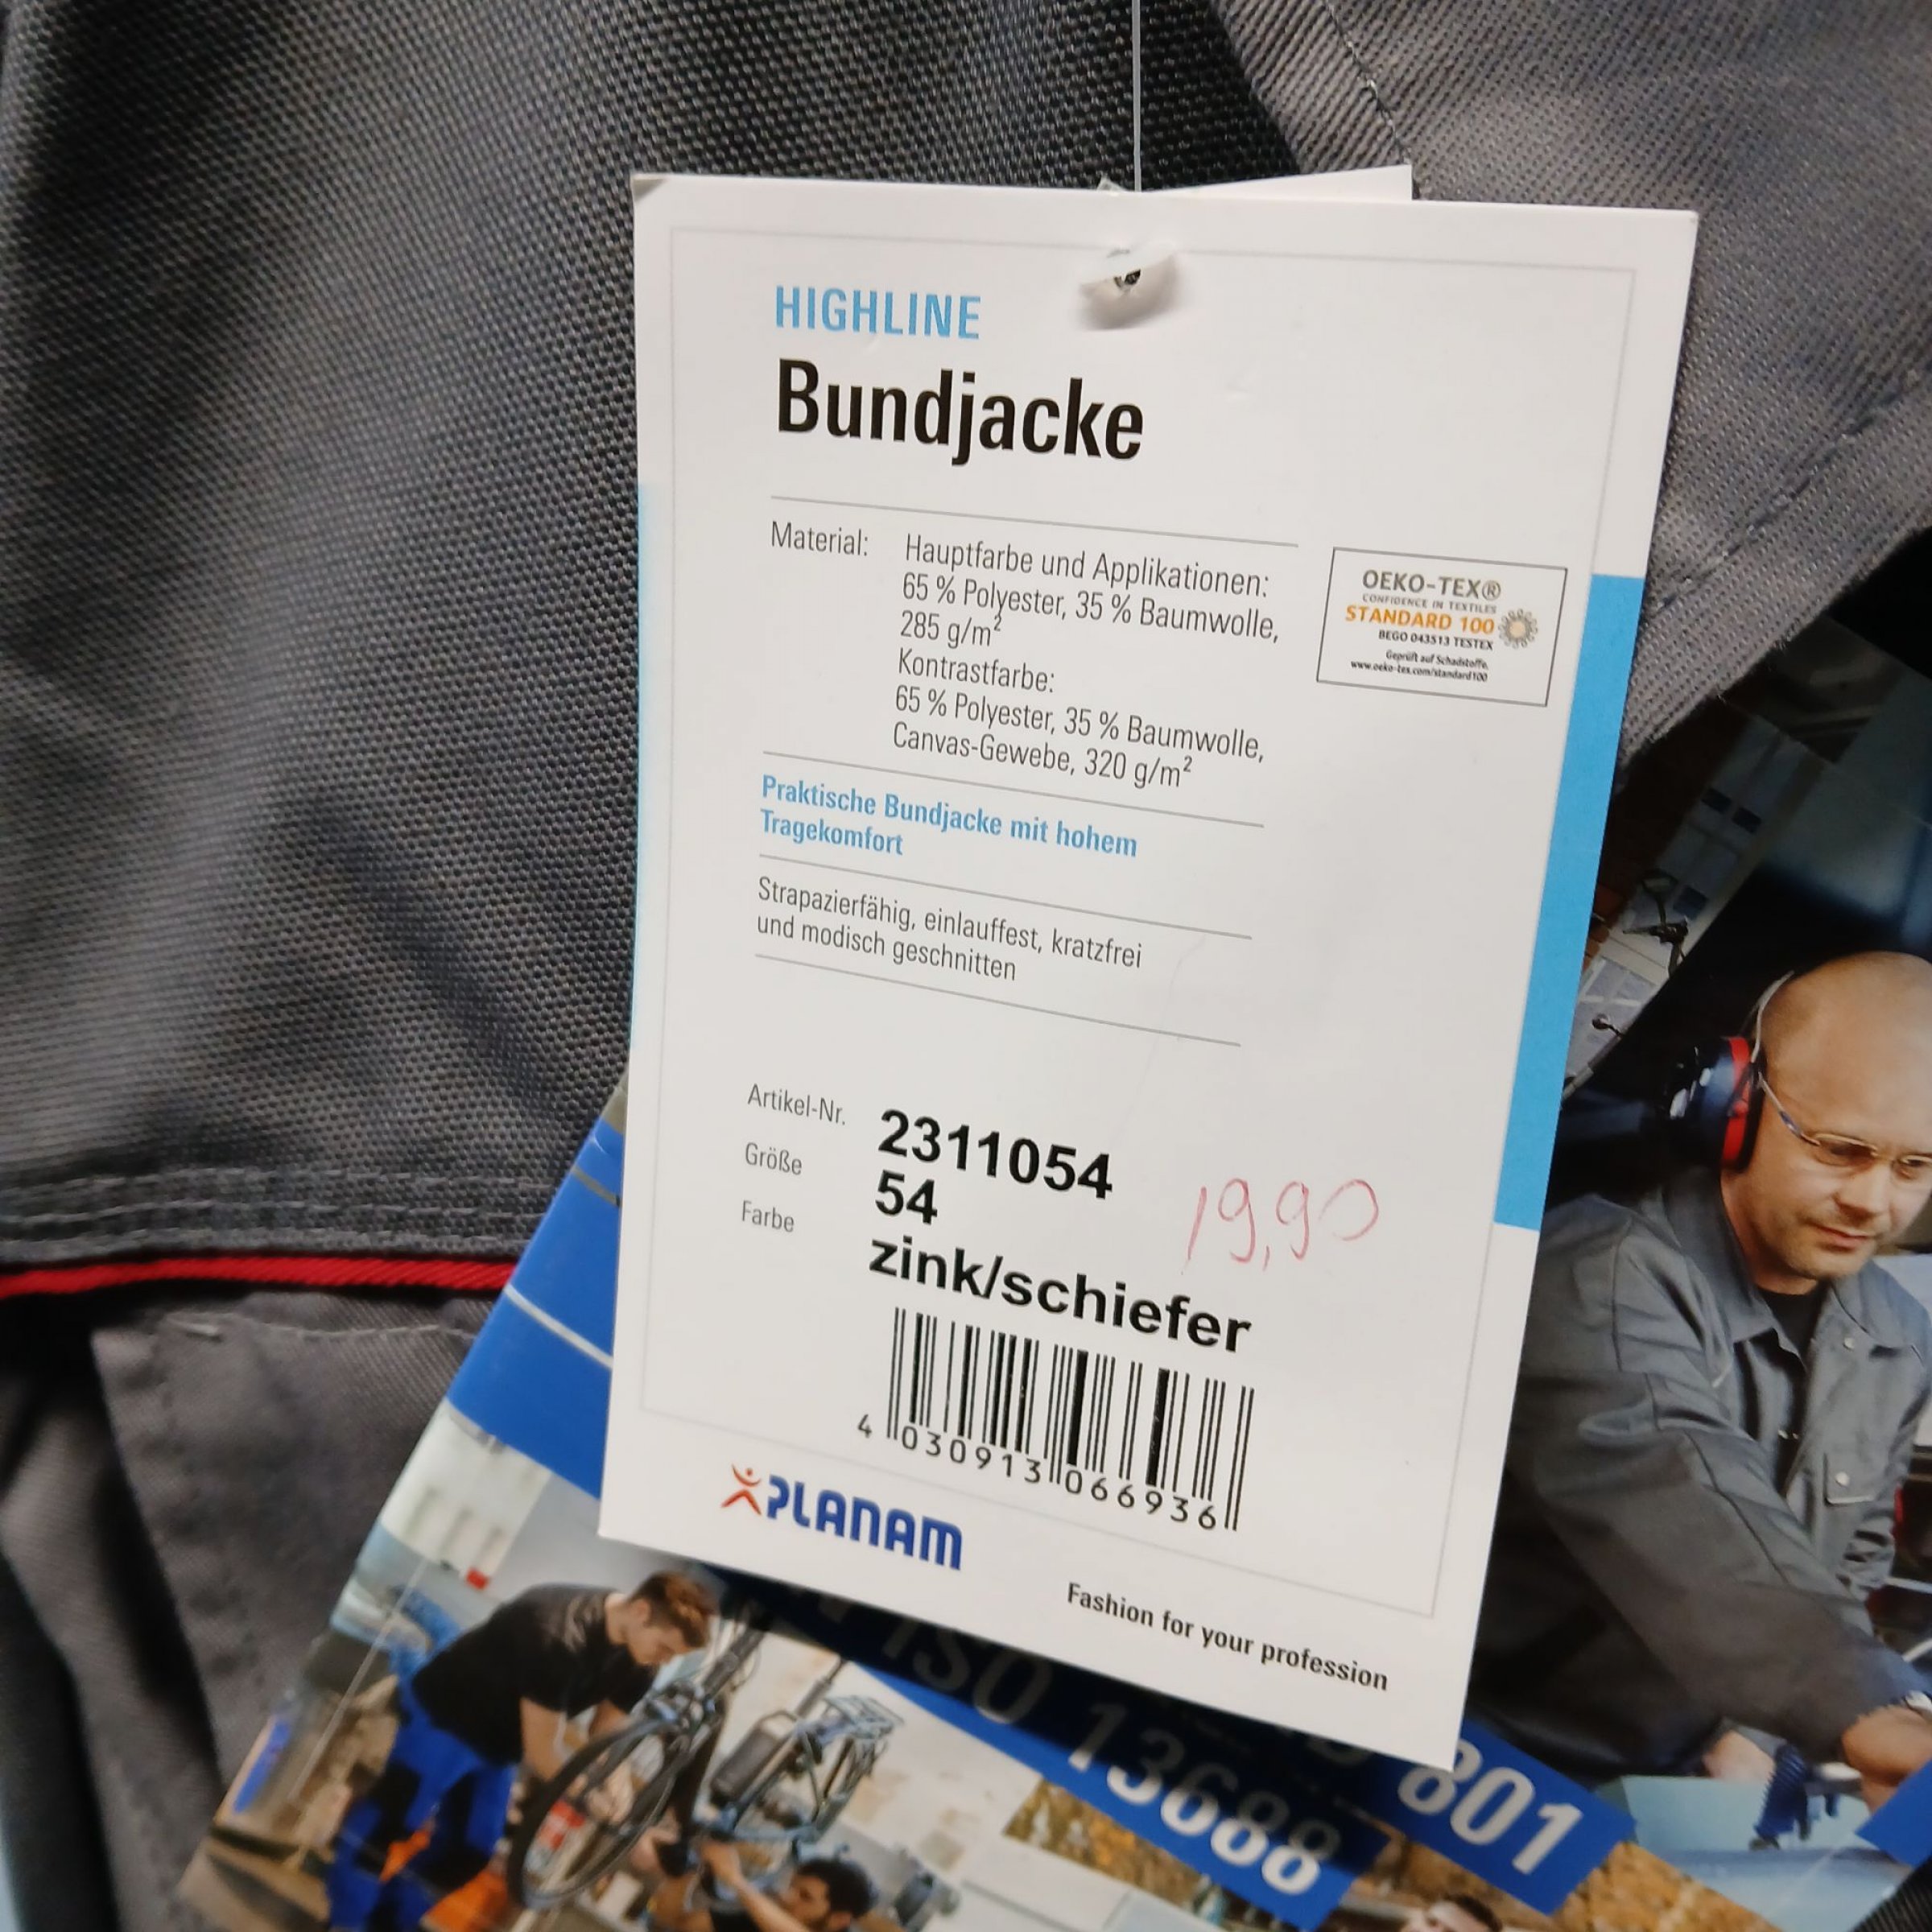 HIGHLINE
Bundjacke
Material: Hauptfarbe und Applikationen:
65 % Polyester, 35 % Baumwolle,
285 g/m²
Kontrastfarbe:
65 % Polyester, 35 % Baumwolle,
Canvas-Gewebe, 320 g/m²
OEKO-TEX®
CONFIDENCE IN TEXTILES
STANDARD 100
BEGO 043513 TESTEX
Geprüft auf Schadstoffe.
www.oeko-tex.com/standard100
Praktische Bundjacke mit hohem
Tragekomfort
Strapazierfähig, einlauffest, kratzfrei
und modisch geschnitten
Artikel-Nr. 2311054
Größe 54
19,90
Farbe zink/schiefer
4 030913 066936
PLANAM
Fashion for your profession
ISO 13688
801